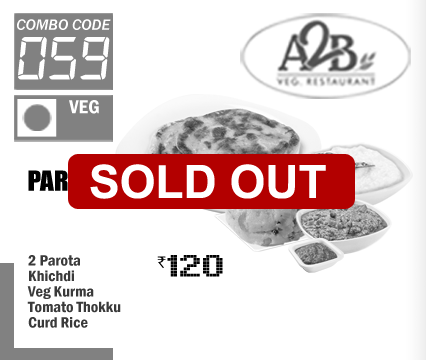 COMBO CODE
059
A2B
VEG. RESTAURANT
VEG
PAR
SOLD OUT
₹120
2 Parota
Khichdi
Veg Kurma
Tomato Thokku
Curd Rice